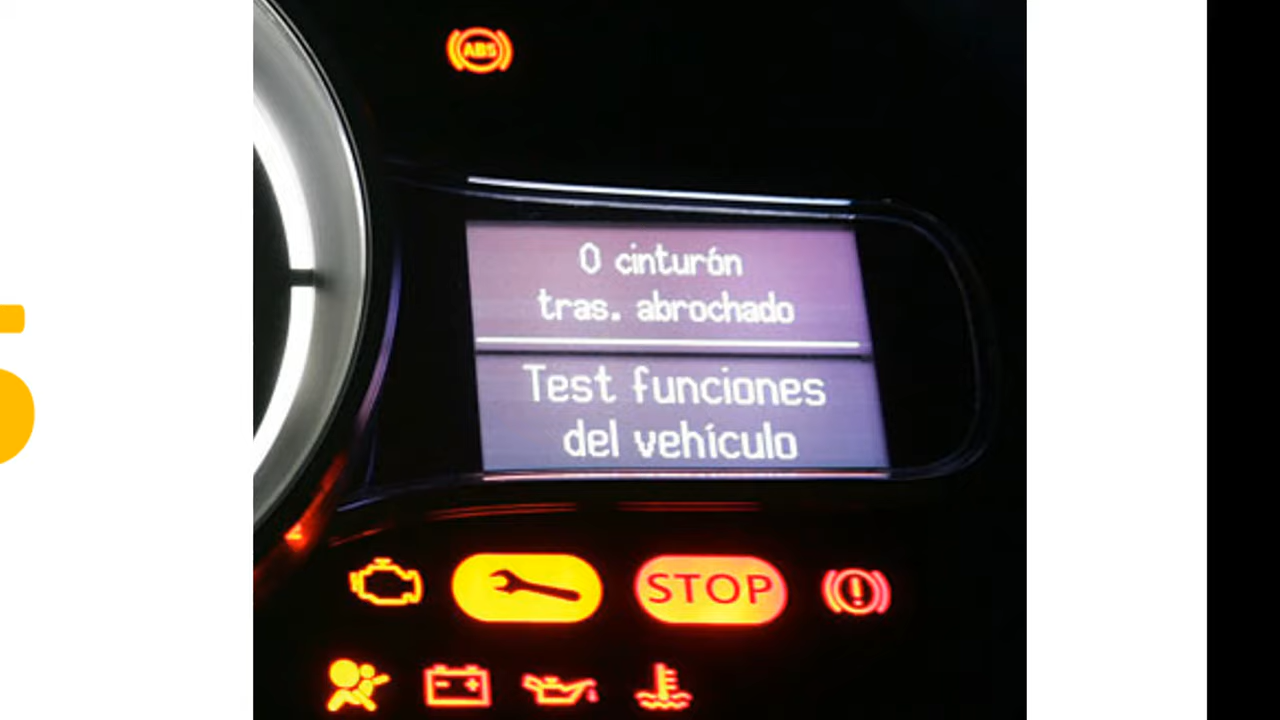 ABS
0 cinturón
tras. abrochado
Test funciones
del vehículo
STOP